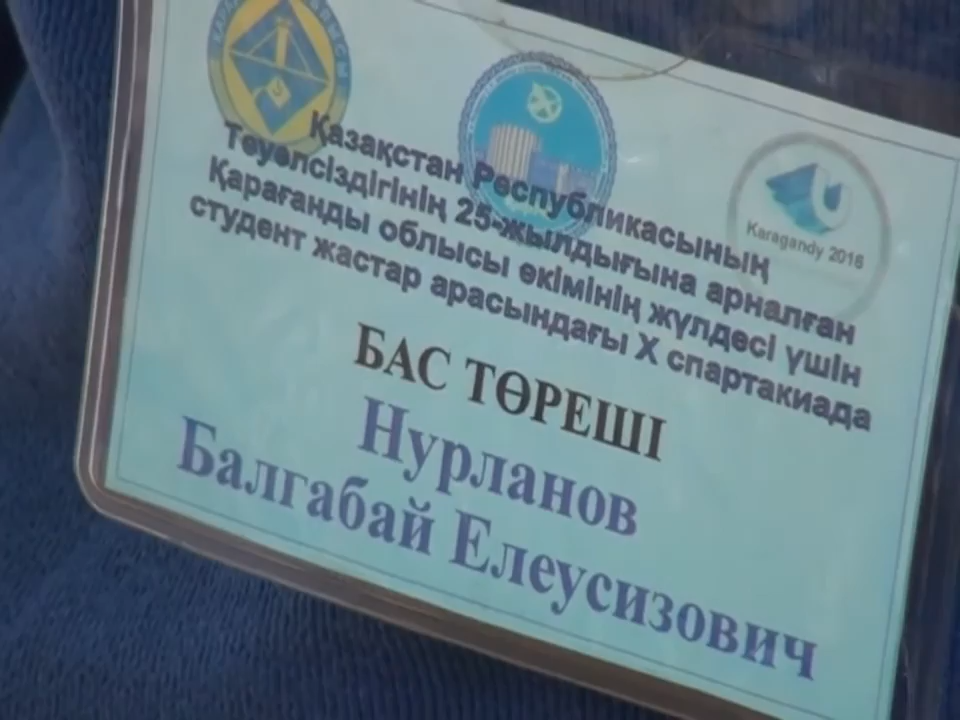 Қазақстан Республикасының
Тәуелсіздігінің 25-жылдығына арналған
Қарағанды облысы әкімінің жүлдесі үшін
студент жастар арасындағы X спартакиада
Karagandy 2016
БАС ТӨРЕШІ
Нурланов
Балгабай Елеусизович